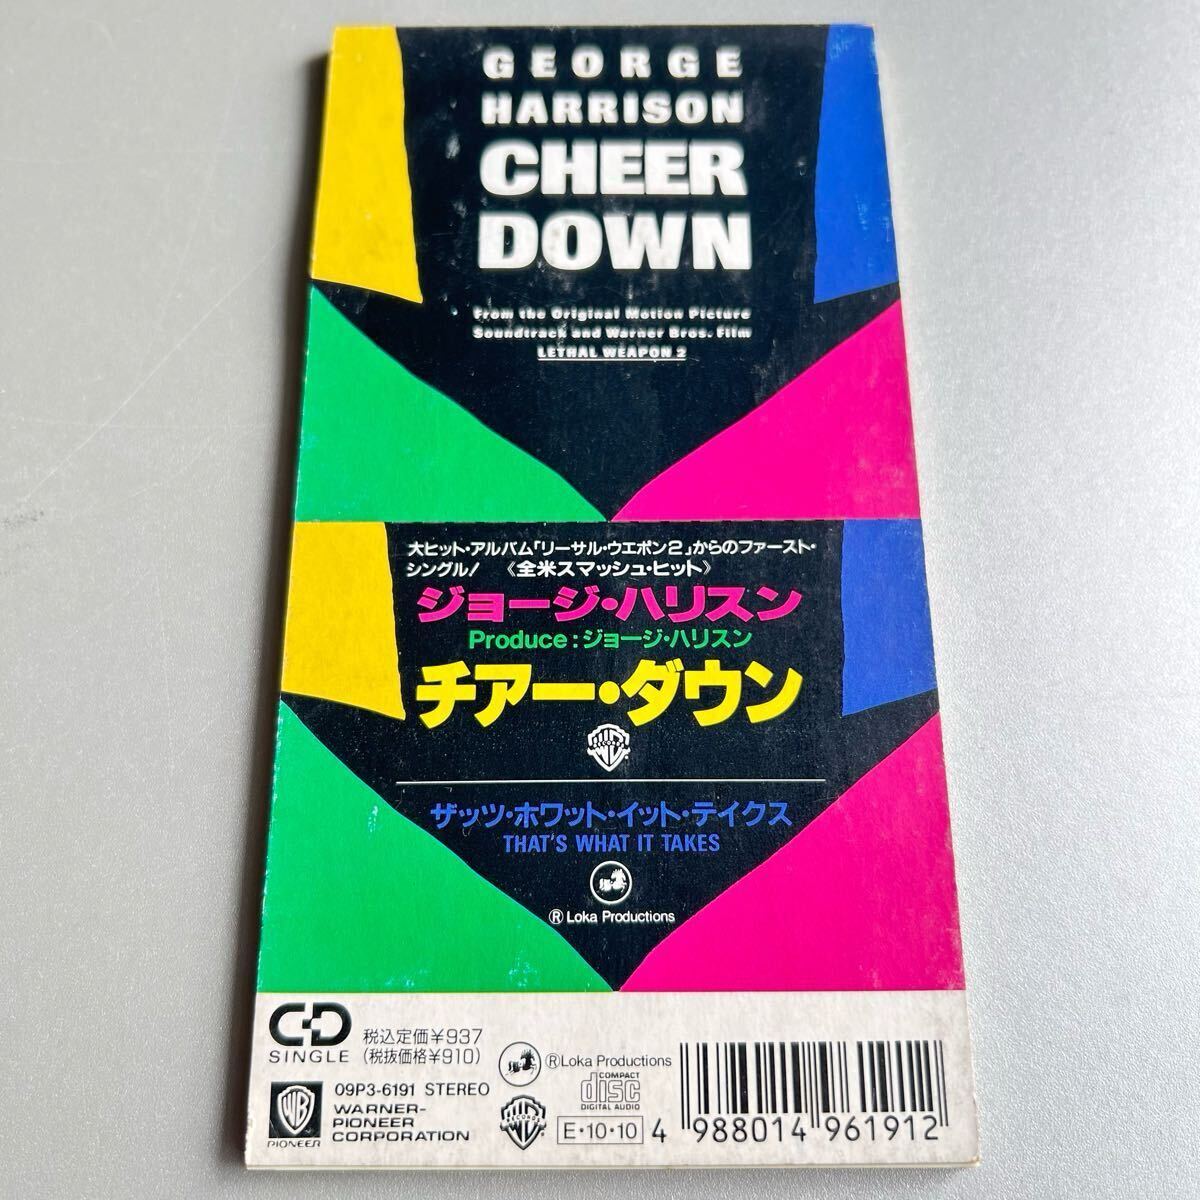 GEORGE
HARRISON
CHEER
DOWN
From the Original Motion Picture
Soundtrack and Warner Bros. Film
LETHAL WEAPON 2
大ヒット・アルバム「リーサル・ウエポン2」からのファースト・
シングル! 《全米スマッシュ・ヒット》
ジョージ・ハリスン
Produce:ジョージ・ハリスン
チアー・ダウン
ザッツ・ホワット・イット・テイクス
THAT'S WHAT IT TAKES
Ⓡ Loka Productions
CD
SINGLE
税込定価¥937
(税抜価格¥910)
ⓇLoka Productions
COMPACT
disc
DIGITAL AUDIO
09P3-6191 STEREO
WARNER-
PIONEER
CORPORATION
PIONEER
RECORDS
E・10・10
4 988014 961912